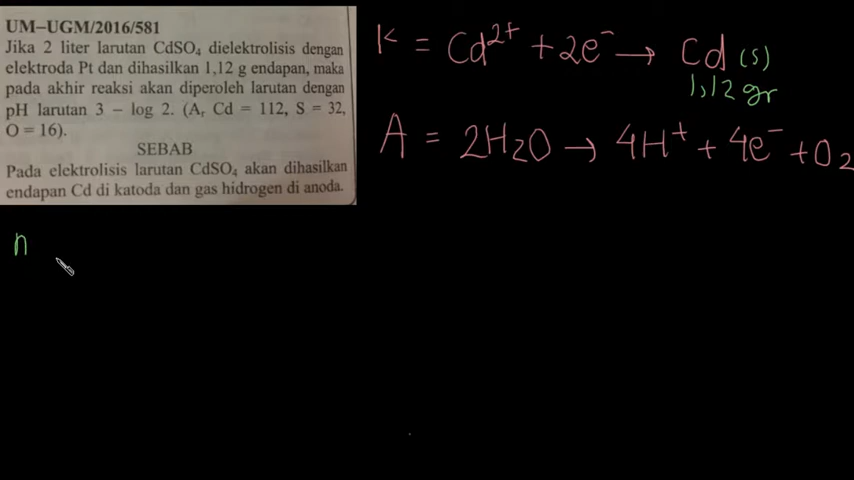 UM-UGM/2016/581
Jika 2 liter larutan CdSO₄ dielektrolisis dengan
elektroda Pt dan dihasilkan 1,12 g endapan, maka
pada akhir reaksi akan diperoleh larutan dengan
pH larutan 3 – log 2. (Aᵣ Cd = 112, S = 32,
O = 16).
SEBAB
Pada elektrolisis larutan CdSO₄ akan dihasilkan
endapan Cd di katoda dan gas hidrogen di anoda.
K = Cd²⁺ + 2e⁻ → Cd (s)
1,12 gr
A = 2H₂O → 4H⁺ + 4e⁻ + O₂
n